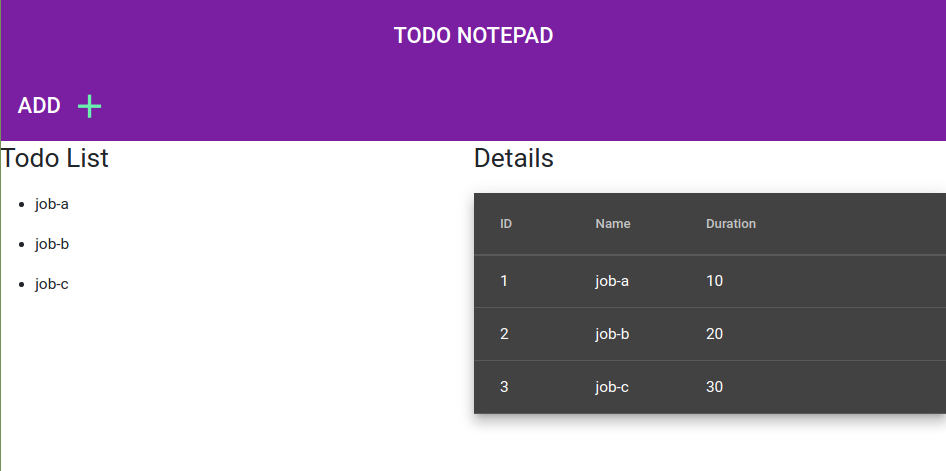 TODO NOTEPAD
ADD
Todo List
job-a
job-b
job-c
Details
ID Name Duration
1 job-a 10
2 job-b 20
3 job-c 30